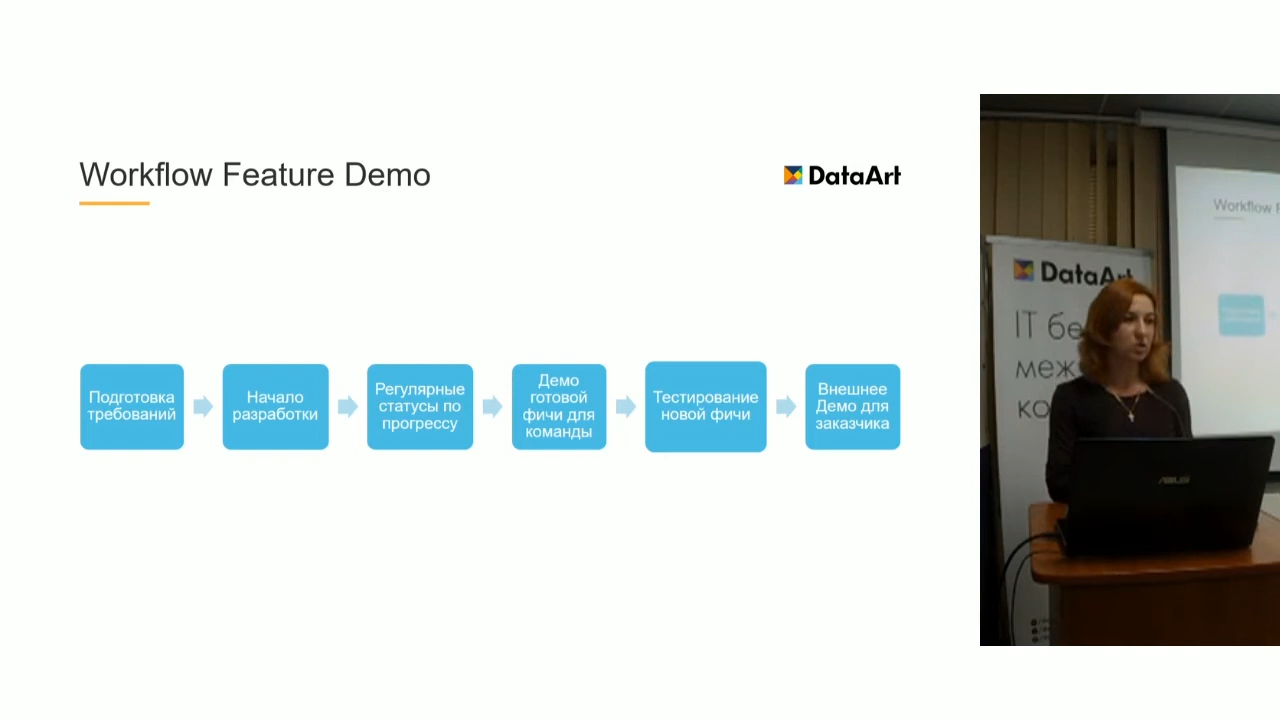 Workflow Feature Demo
DataArt
Подготовка
требований
Начало
разработки
Регулярные
статусы по
прогрессу
Демо
готовой
фичи для
команды
Тестирование
новой фичи
Внешнее
Демо для
заказчика
Workflow
DataArt
IT бе
меж
ко
ASUS